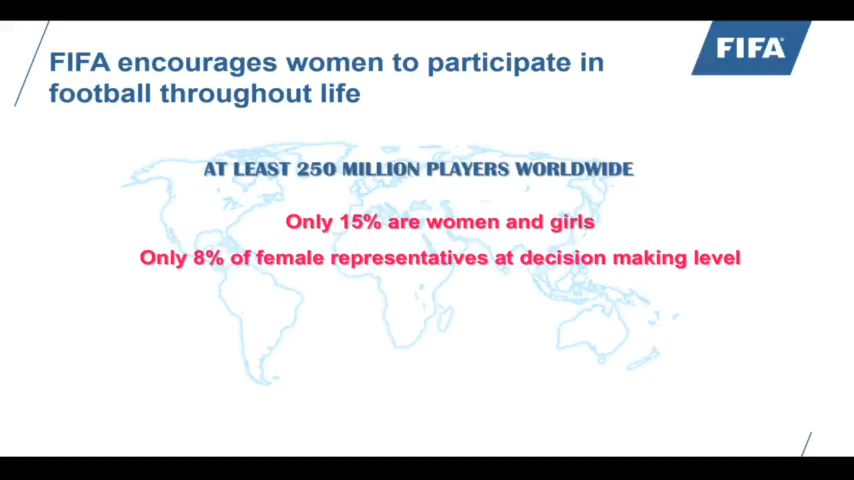 FIFA encourages women to participate in
football throughout life
FIFA
AT LEAST 250 MILLION PLAYERS WORLDWIDE
Only 15% are women and girls
Only 8% of female representatives at decision making level